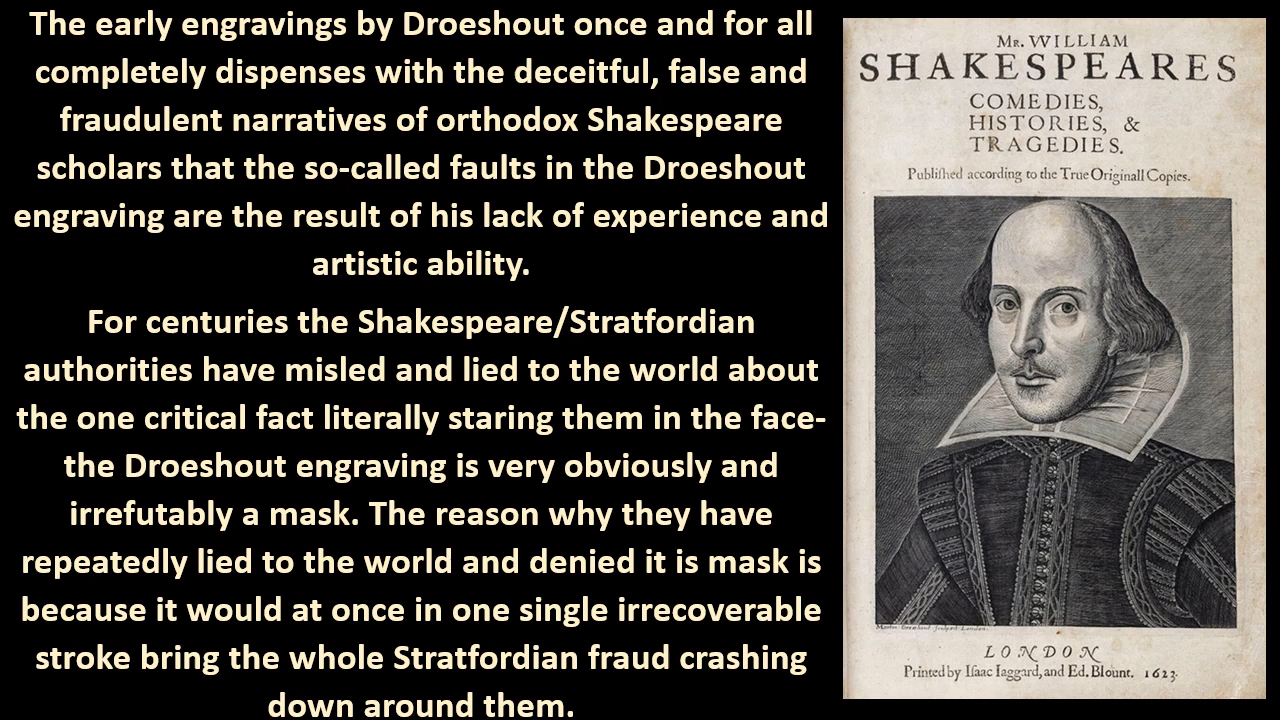 The early engravings by Droeshout once and for all
completely dispenses with the deceitful, false and
fraudulent narratives of orthodox Shakespeare
scholars that the so-called faults in the Droeshout
engraving are the result of his lack of experience and
artistic ability.
For centuries the Shakespeare/Stratfordian
authorities have misled and lied to the world about
the one critical fact literally staring them in the face-
the Droeshout engraving is very obviously and
irrefutably a mask. The reason why they have
repeatedly lied to the world and denied it is mask is
because it would at once in one single irrecoverable
stroke bring the whole Stratfordian fraud crashing
down around them.
Mr. WILLIAM
SHAKESPEARES
COMEDIES,
HISTORIES, &
TRAGEDIES.
Publiſhed according to the True Originall Copies.
Martin Droeshout ſculpsit London.
LONDON
Printed by Iſaac Iaggard, and Ed. Blount. 1623.